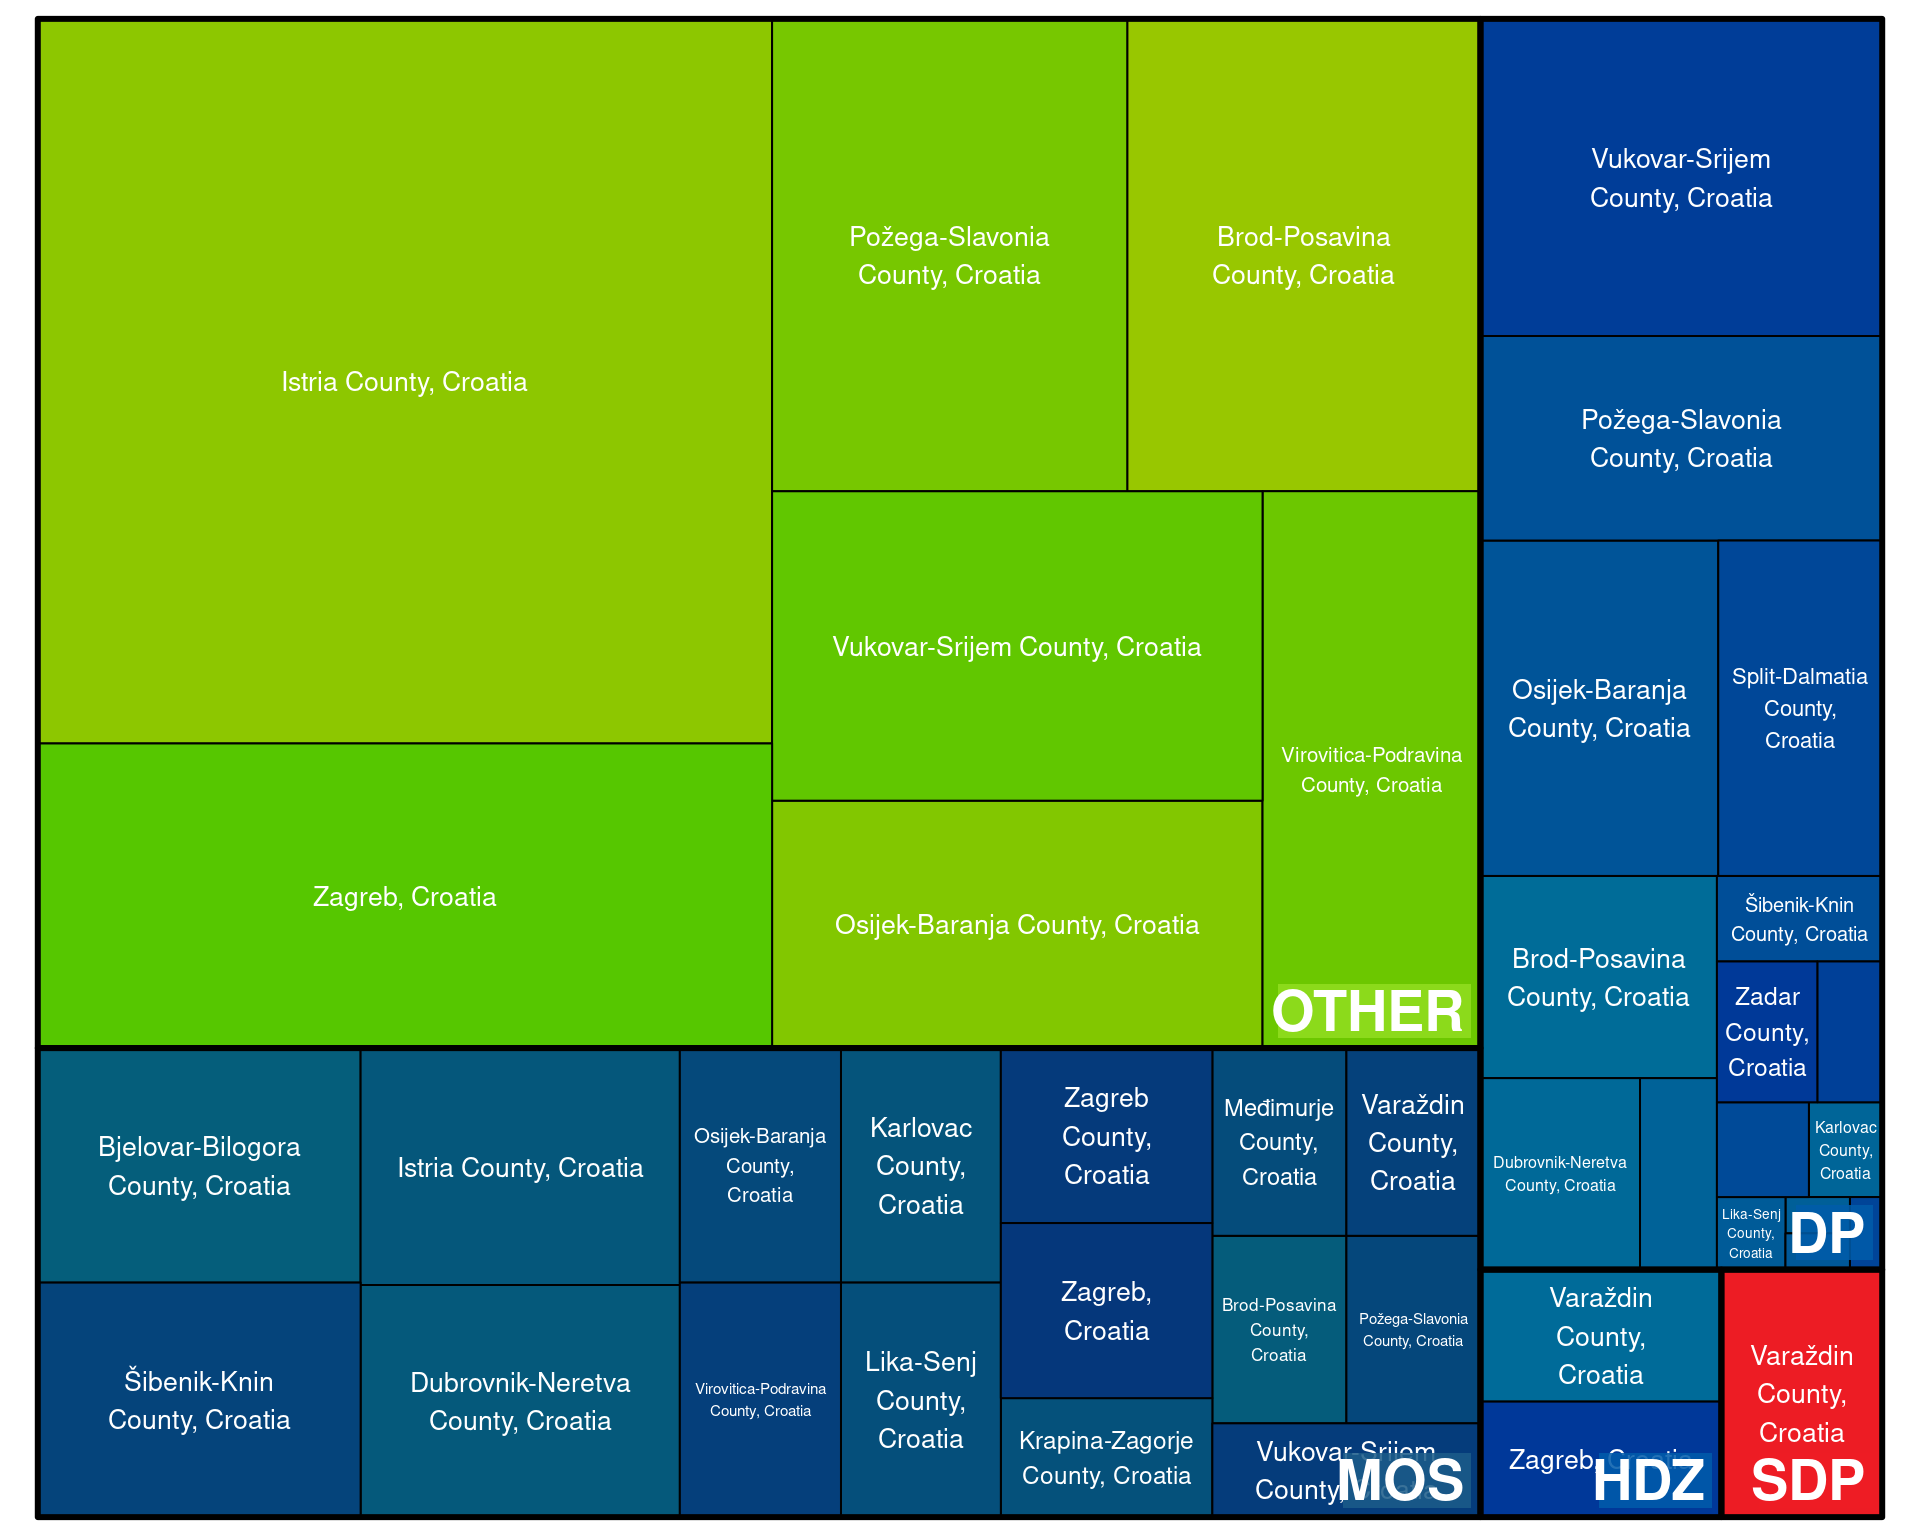 Istria County, Croatia
Požega-Slavonia
County, Croatia
Brod-Posavina
County, Croatia
Zagreb, Croatia
Vukovar-Srijem County, Croatia
Osijek-Baranja County, Croatia
Virovitica-Podravina
County, Croatia
OTHER
Vukovar-Srijem
County, Croatia
Požega-Slavonia
County, Croatia
Osijek-Baranja
County, Croatia
Split-Dalmatia
County,
Croatia
Brod-Posavina
County, Croatia
Šibenik-Knin
County, Croatia
Zadar
County,
Croatia
Dubrovnik-Neretva
County, Croatia
Karlovac
County,
Croatia
Lika-Senj
County,
Croatia
DP
Bjelovar-Bilogora
County, Croatia
Istria County, Croatia
Osijek-Baranja
County,
Croatia
Karlovac
County,
Croatia
Zagreb
County,
Croatia
Međimurje
County,
Croatia
Varaždin
County,
Croatia
Šibenik-Knin
County, Croatia
Dubrovnik-Neretva
County, Croatia
Virovitica-Podravina
County, Croatia
Lika-Senj
County,
Croatia
Zagreb,
Croatia
Krapina-Zagorje
County, Croatia
Brod-Posavina
County,
Croatia
Požega-Slavonia
County, Croatia
Vukovar-Srijem
County, Croatia
MOS
Varaždin
County,
Croatia
Zagreb, Croatia
HDZ
Varaždin
County,
Croatia
SDP